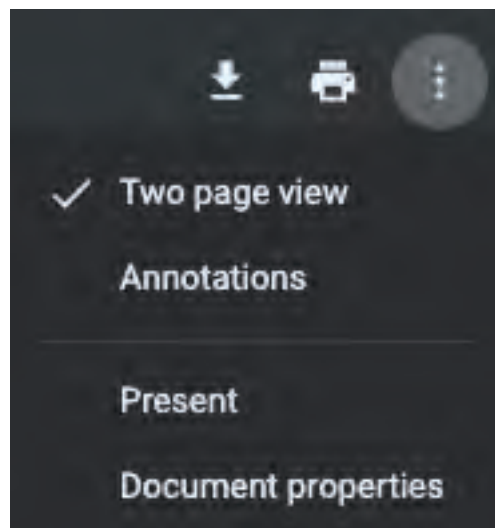 Two page view
Annotations
Present
Document properties